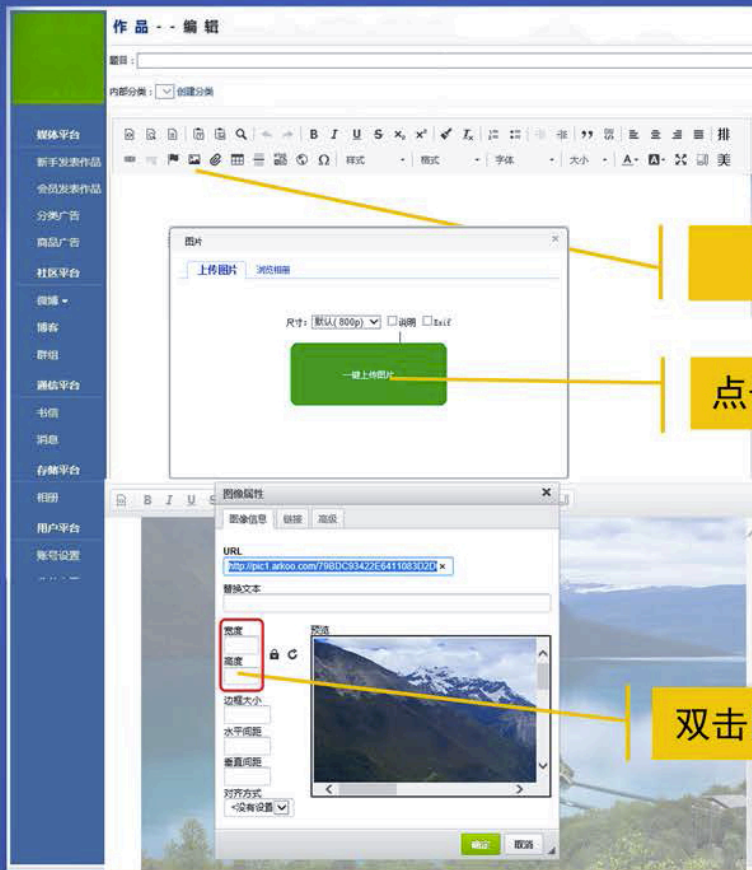 作 品 - - 编 辑
题目：
内部分类： 创建分类
媒体平台
新手发表作品
会员发表作品
分类广告
商品广告
社区平台
微博
博客
群组
通信平台
书信
消息
存储平台
相册
用户平台
账号设置
B I U S x₂ x² Iₓ 排
样式 格式 字体 大小 A A 美
图片 ×
上传图片 浏览相册
尺寸： 默认(800p) 说明 Exif
一键上传图片
点
B I U S
图像属性 ×
图像信息 链接 高级
URL
http://pic1.arkoo.com/79BDC93422E6411083D2D ×
替换文本
宽度
预览
高度
边框大小
水平间距
垂直间距
对齐方式
<没有设置
确定 取消
双击